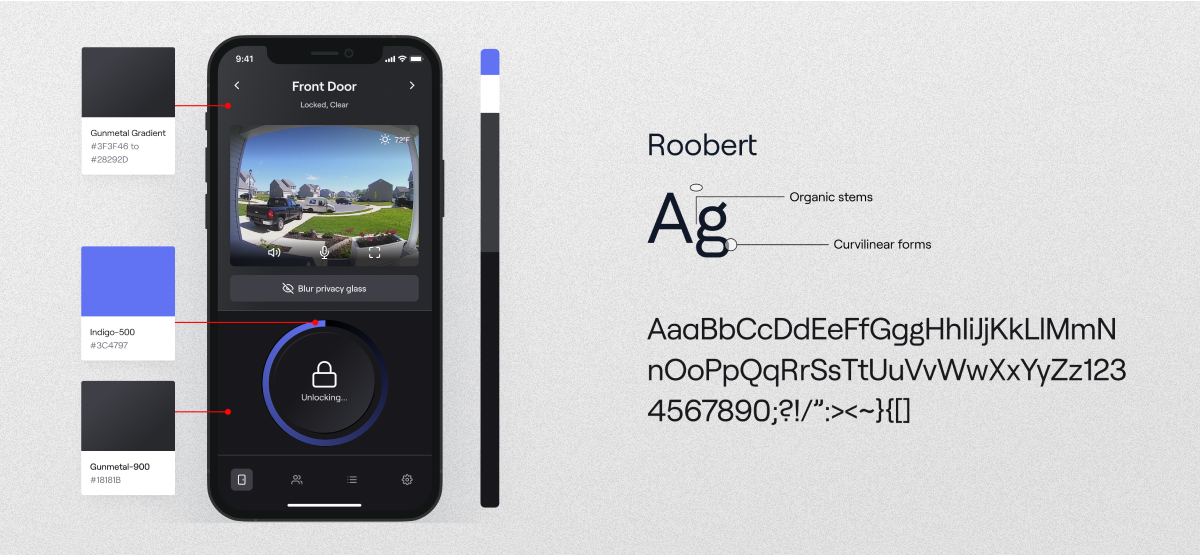 Gunmetal Gradient
#3F3F46 to
#28292D
Indigo-500
#3C4797
Gunmetal-900
#18181B
9:41
Front Door
Locked, Clear
72°F
Blur privacy glass
Unlocking...
Roobert
Ag
Organic stems
Curvilinear forms
AaaBbCcDdEeFfGggHhIiJjKkLlMmN
nOoPpQqRrSsTtUuVvWwXxYyZz123
4567890;?!/”:><~}{[]